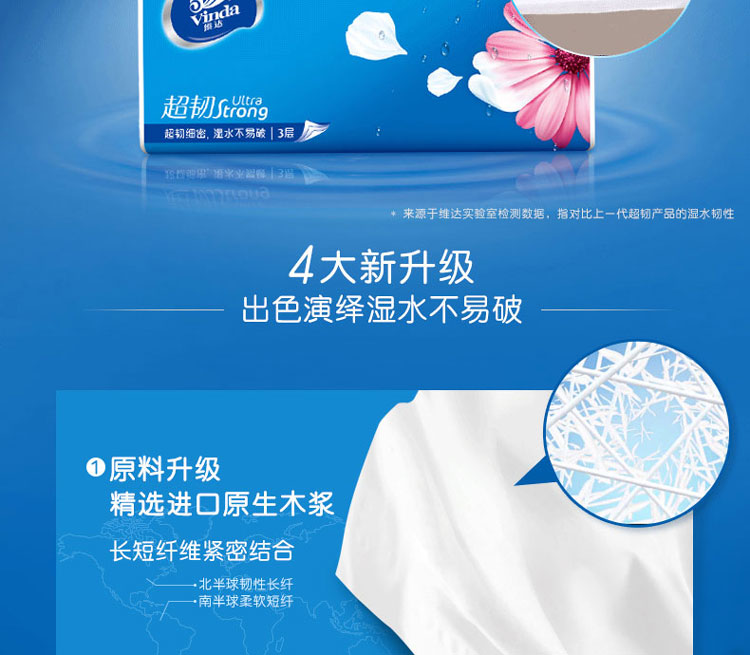 Vinda
维达
超韧 Ultra Strong
超韧细密, 湿水不易破 | 3层
* 来源于维达实验室检测数据，指对比上一代超韧产品的湿水韧性
4大新升级
出色演绎湿水不易破
1 原料升级
精选进口原生木浆
长短纤维紧密结合
北半球韧性长纤
南半球柔软短纤